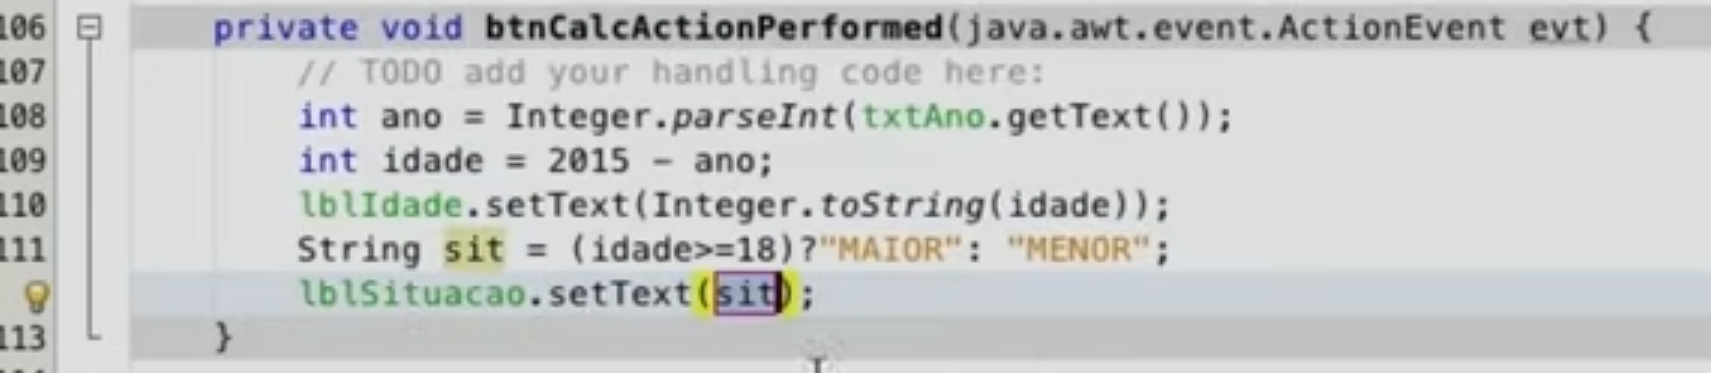 106 private void btnCalcActionPerformed(java.awt.event.ActionEvent evt) {
107 // TODO add your handling code here:
108 int ano = Integer.parseInt(txtAno.getText());
109 int idade = 2015 - ano;
110 lblIdade.setText(Integer.toString(idade));
111 String sit = (idade>=18)?"MAIOR": "MENOR";
lblSituacao.setText(sit);
113 }